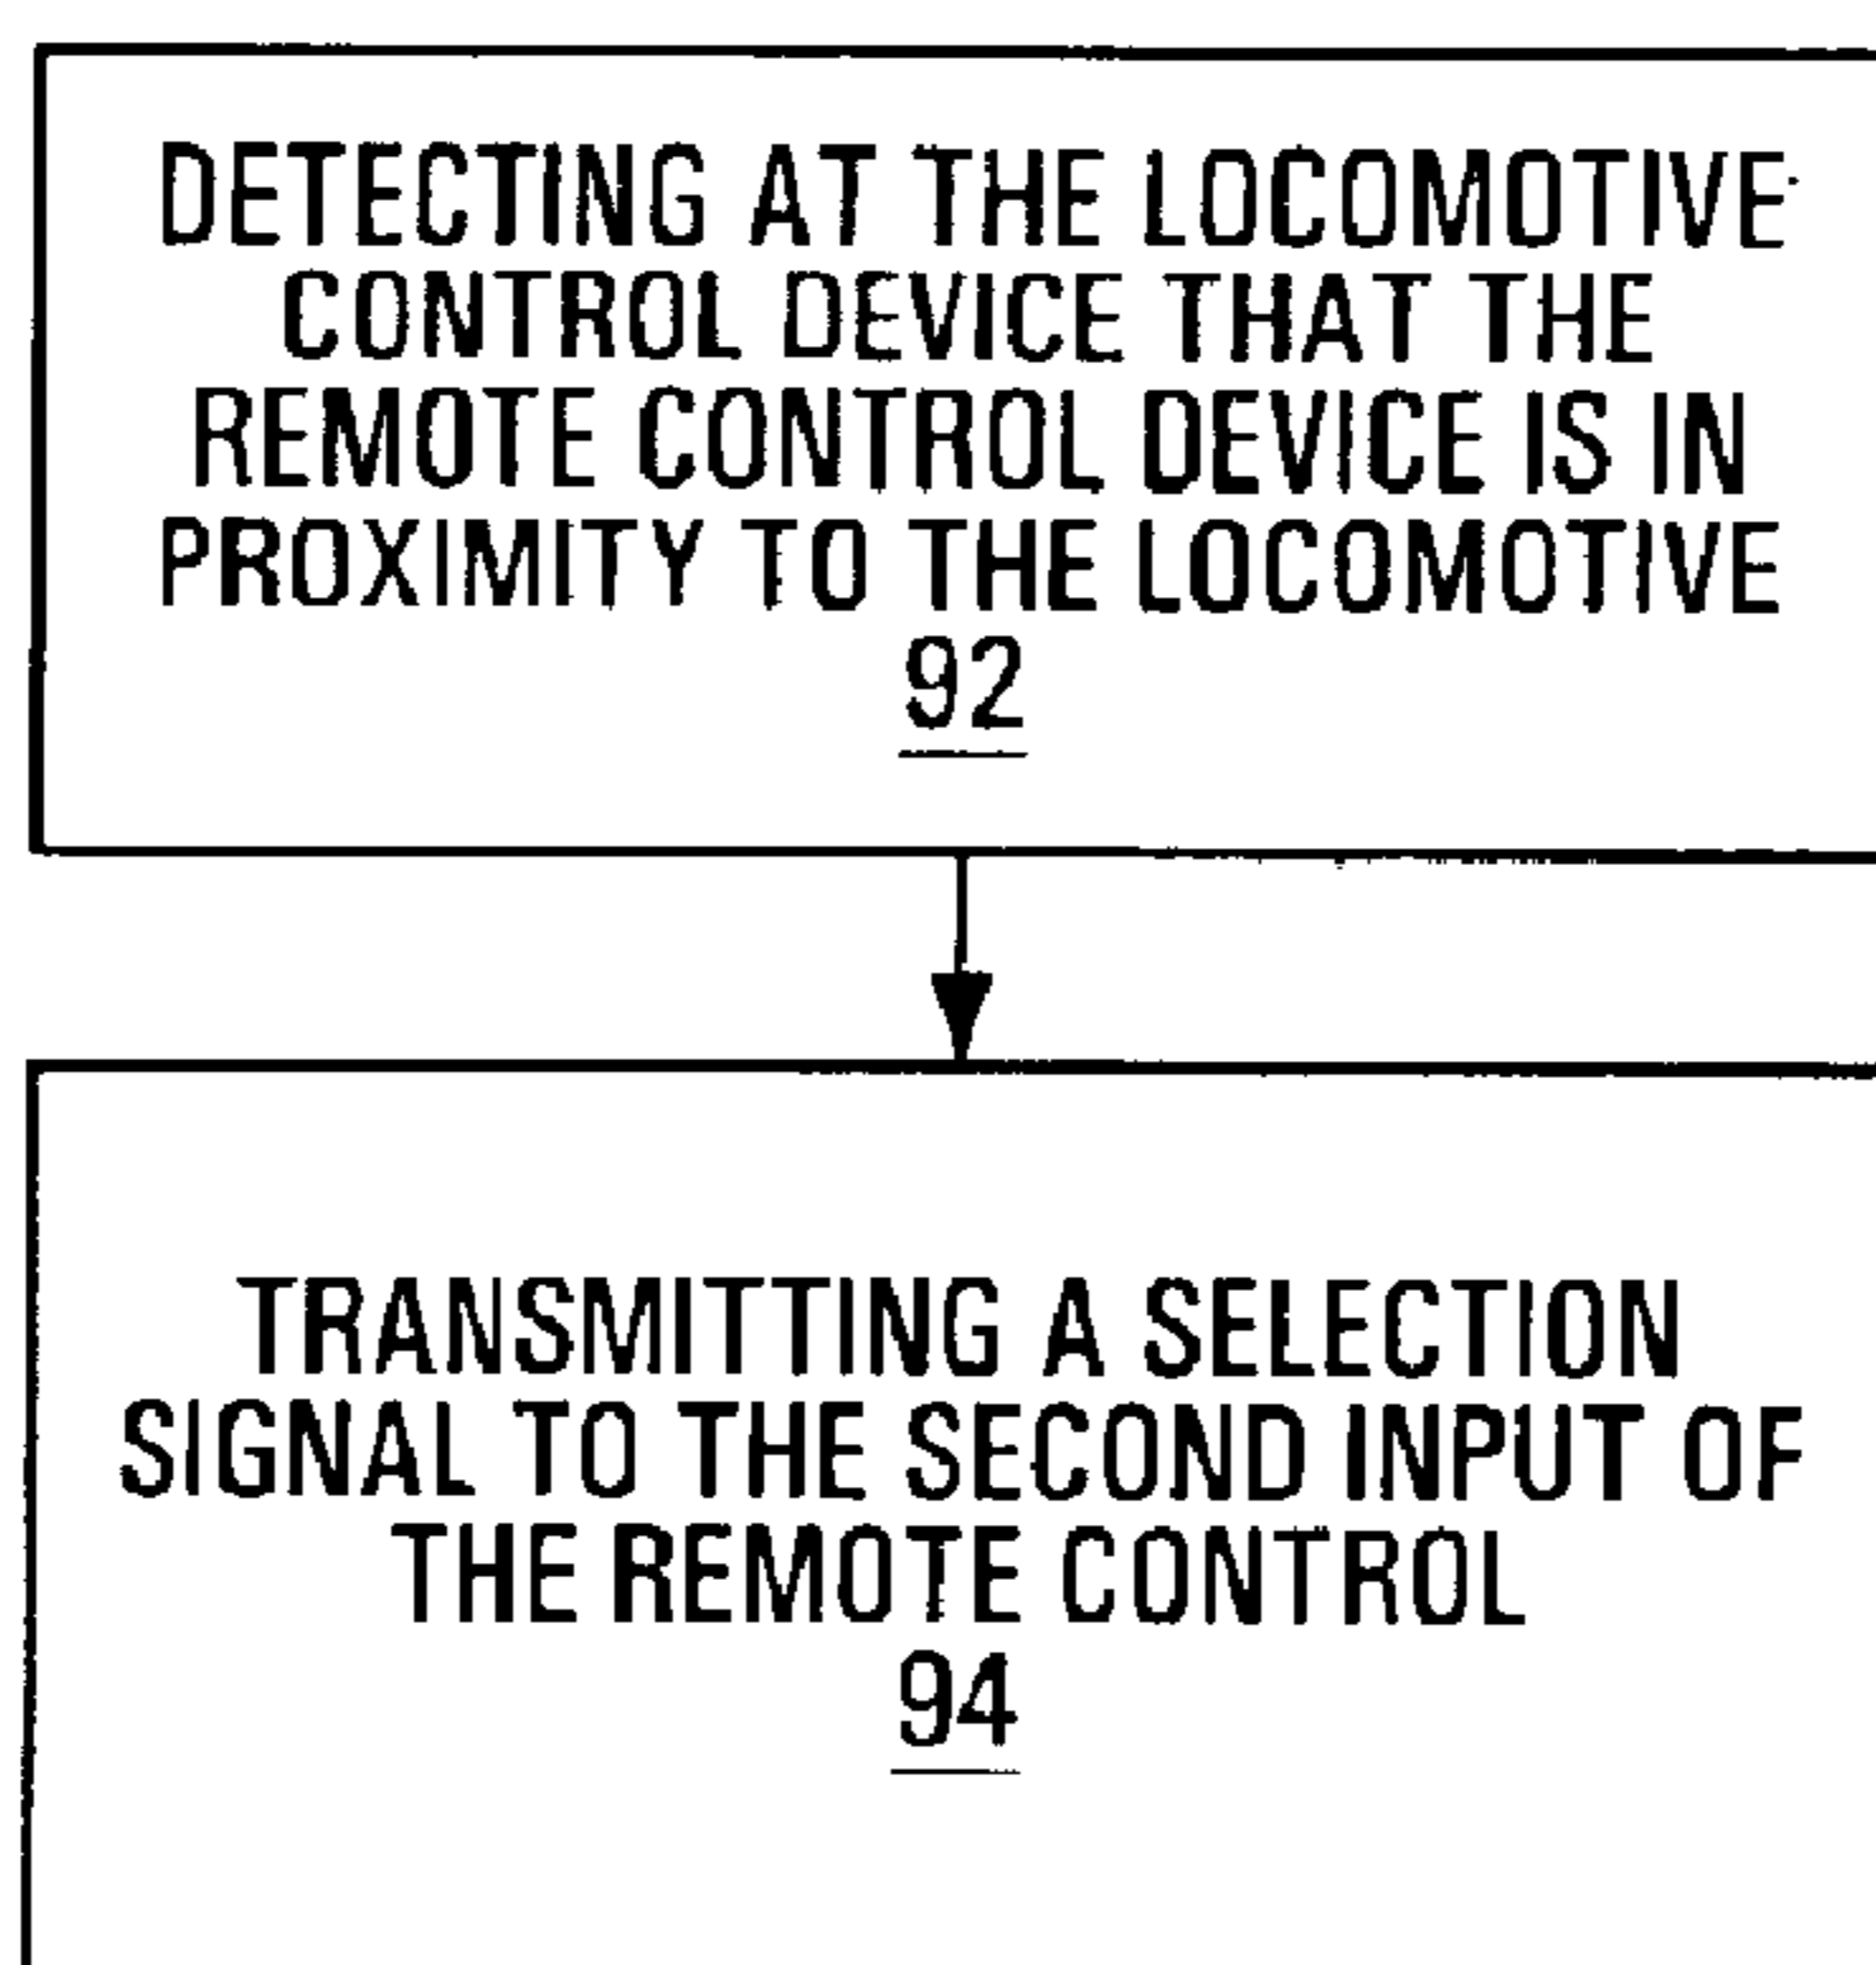 DETECTING AT THE LOCOMOTIVE
CONTROL DEVICE THAT THE
REMOTE CONTROL DEVICE IS IN
PROXIMITY TO THE LOCOMOTIVE
92
TRANSMITTING A SELECTION
SIGNAL TO THE SECOND INPUT OF
THE REMOTE CONTROL
94